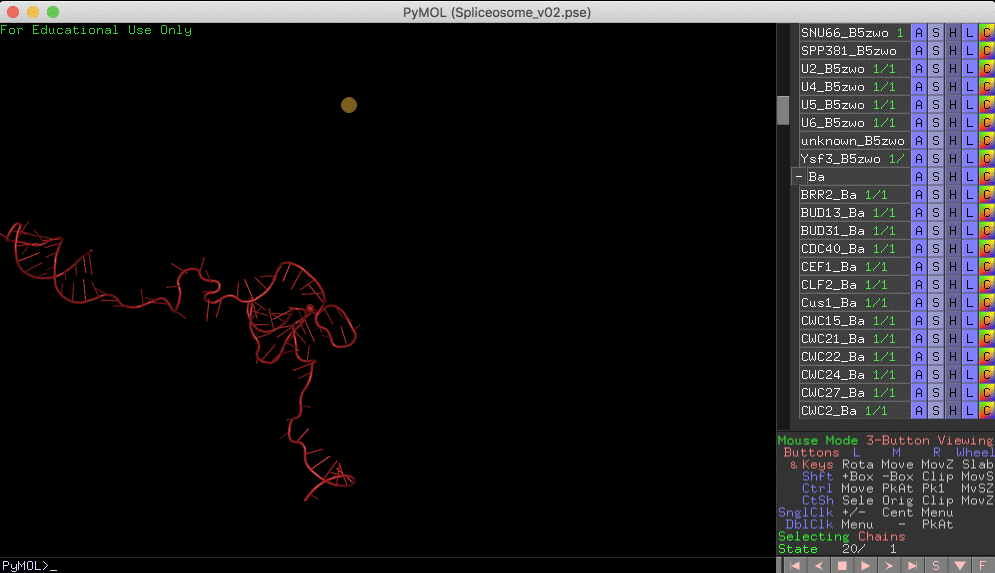 PyMOL (Spliceosome_v02.pse)
For Educational Use Only
SNU66_B5zwo 1 A S H L C
SPP381_B5zwo A S H L C
U2_B5zwo 1/1 A S H L C
U4_B5zwo 1/1 A S H L C
U5_B5zwo 1/1 A S H L C
U6_B5zwo 1/1 A S H L C
unknown_B5zwo A S H L C
Ysf3_B5zwo 1/ A S H L C
- Ba A S H L C
BRR2_Ba 1/1 A S H L C
BUD13_Ba 1/1 A S H L C
BUD31_Ba 1/1 A S H L C
CDC40_Ba 1/1 A S H L C
CEF1_Ba 1/1 A S H L C
CLF2_Ba 1/1 A S H L C
Cus1_Ba 1/1 A S H L C
CWC15_Ba 1/1 A S H L C
CWC21_Ba 1/1 A S H L C
CWC22_Ba 1/1 A S H L C
CWC24_Ba 1/1 A S H L C
CWC27_Ba 1/1 A S H L C
CWC2_Ba 1/1 A S H L C
Mouse Mode 3-Button Viewing
Buttons L M R Wheel
& Keys Rota Move MovZ Slab
Shft +Box -Box Clip MovS
Ctrl Move PkAt Pk1 MvSZ
CtSh Sele Orig Clip MovZ
SnglClk +/- Cent Menu
DblClk Menu - PkAt
Selecting Chains
State 20/ 1
PyMOL>_
S F